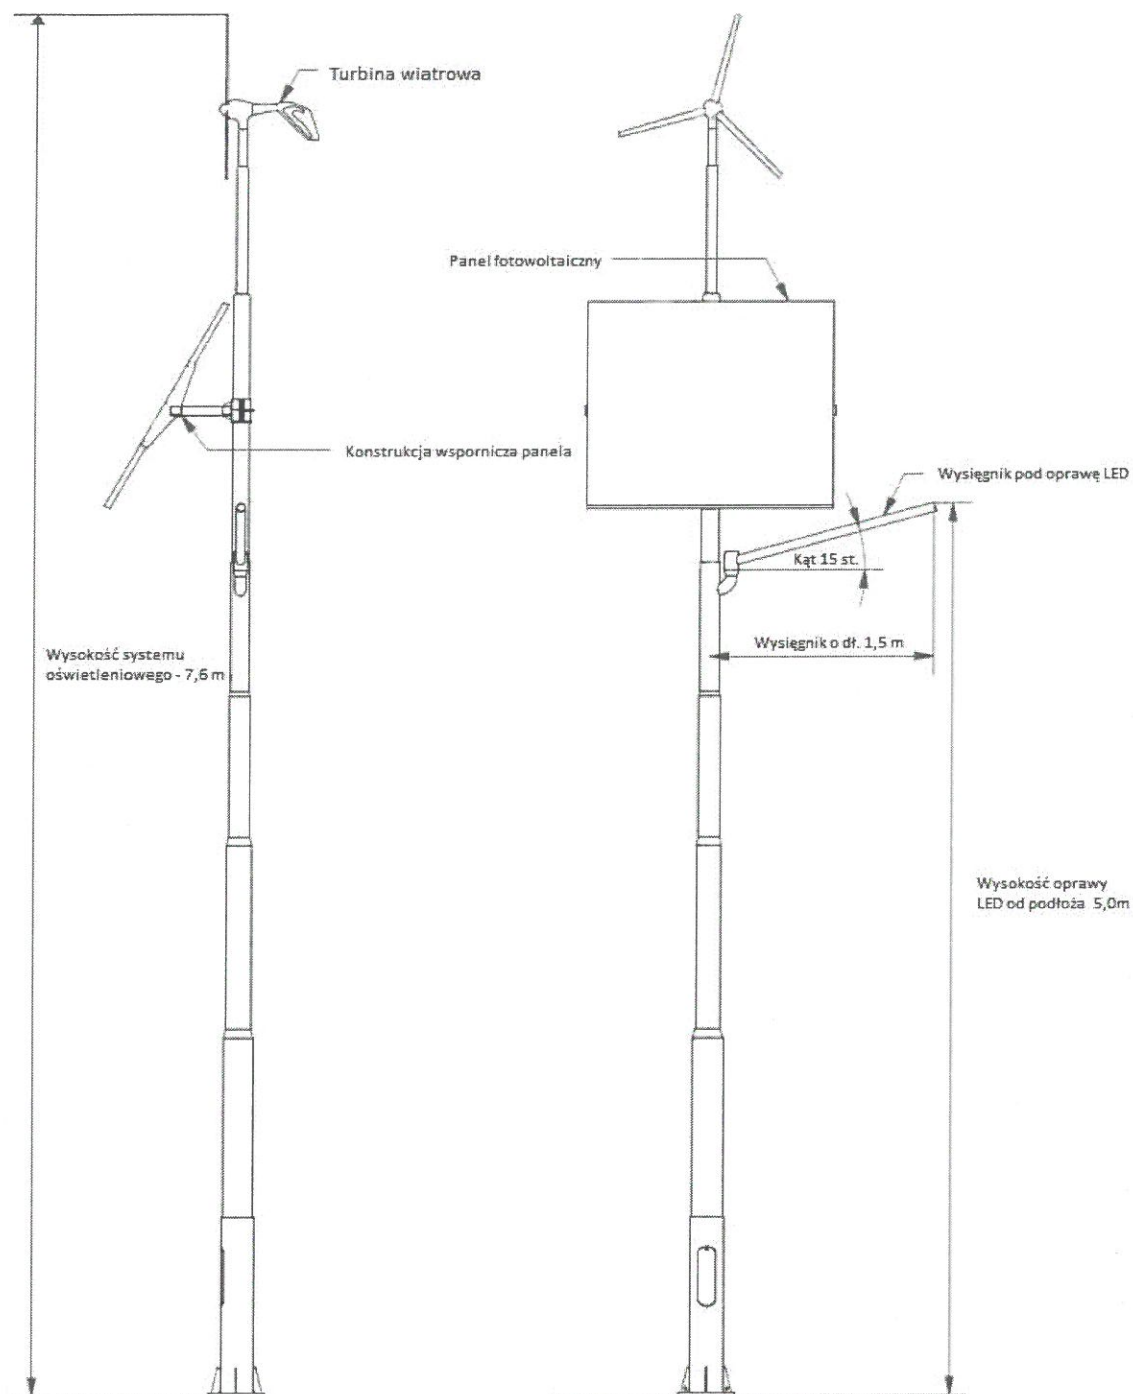 Turbina wiatrowa
Panel fotowoltaiczny
Konstrukcja wspornicza panela
Wysięgnik pod oprawę LED
Kąt 15 st.
Wysięgnik o dł. 1,5 m
Wysokość systemu
oświetleniowego - 7,6 m
Wysokość oprawy
LED od podłoża 5,0m